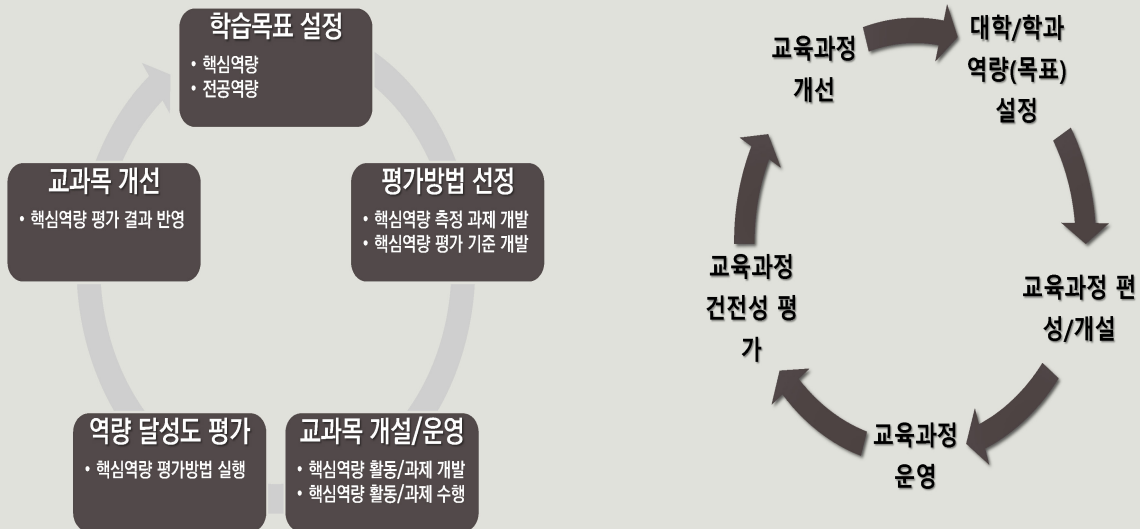 학습목표 설정
• 핵심역량
• 전공역량
평가방법 선정
• 핵심역량 측정 과제 개발
• 핵심역량 평가 기준 개발
교과목 개설/운영
• 핵심역량 활동/과제 개발
• 핵심역량 활동/과제 수행
역량 달성도 평가
• 핵심역량 평가방법 실행
교과목 개선
• 핵심역량 평가 결과 반영
대학/학과
역량(목표)
설정
교육과정 편
성/개설
교육과정
운영
교육과정
건전성 평
가
교육과정
개선